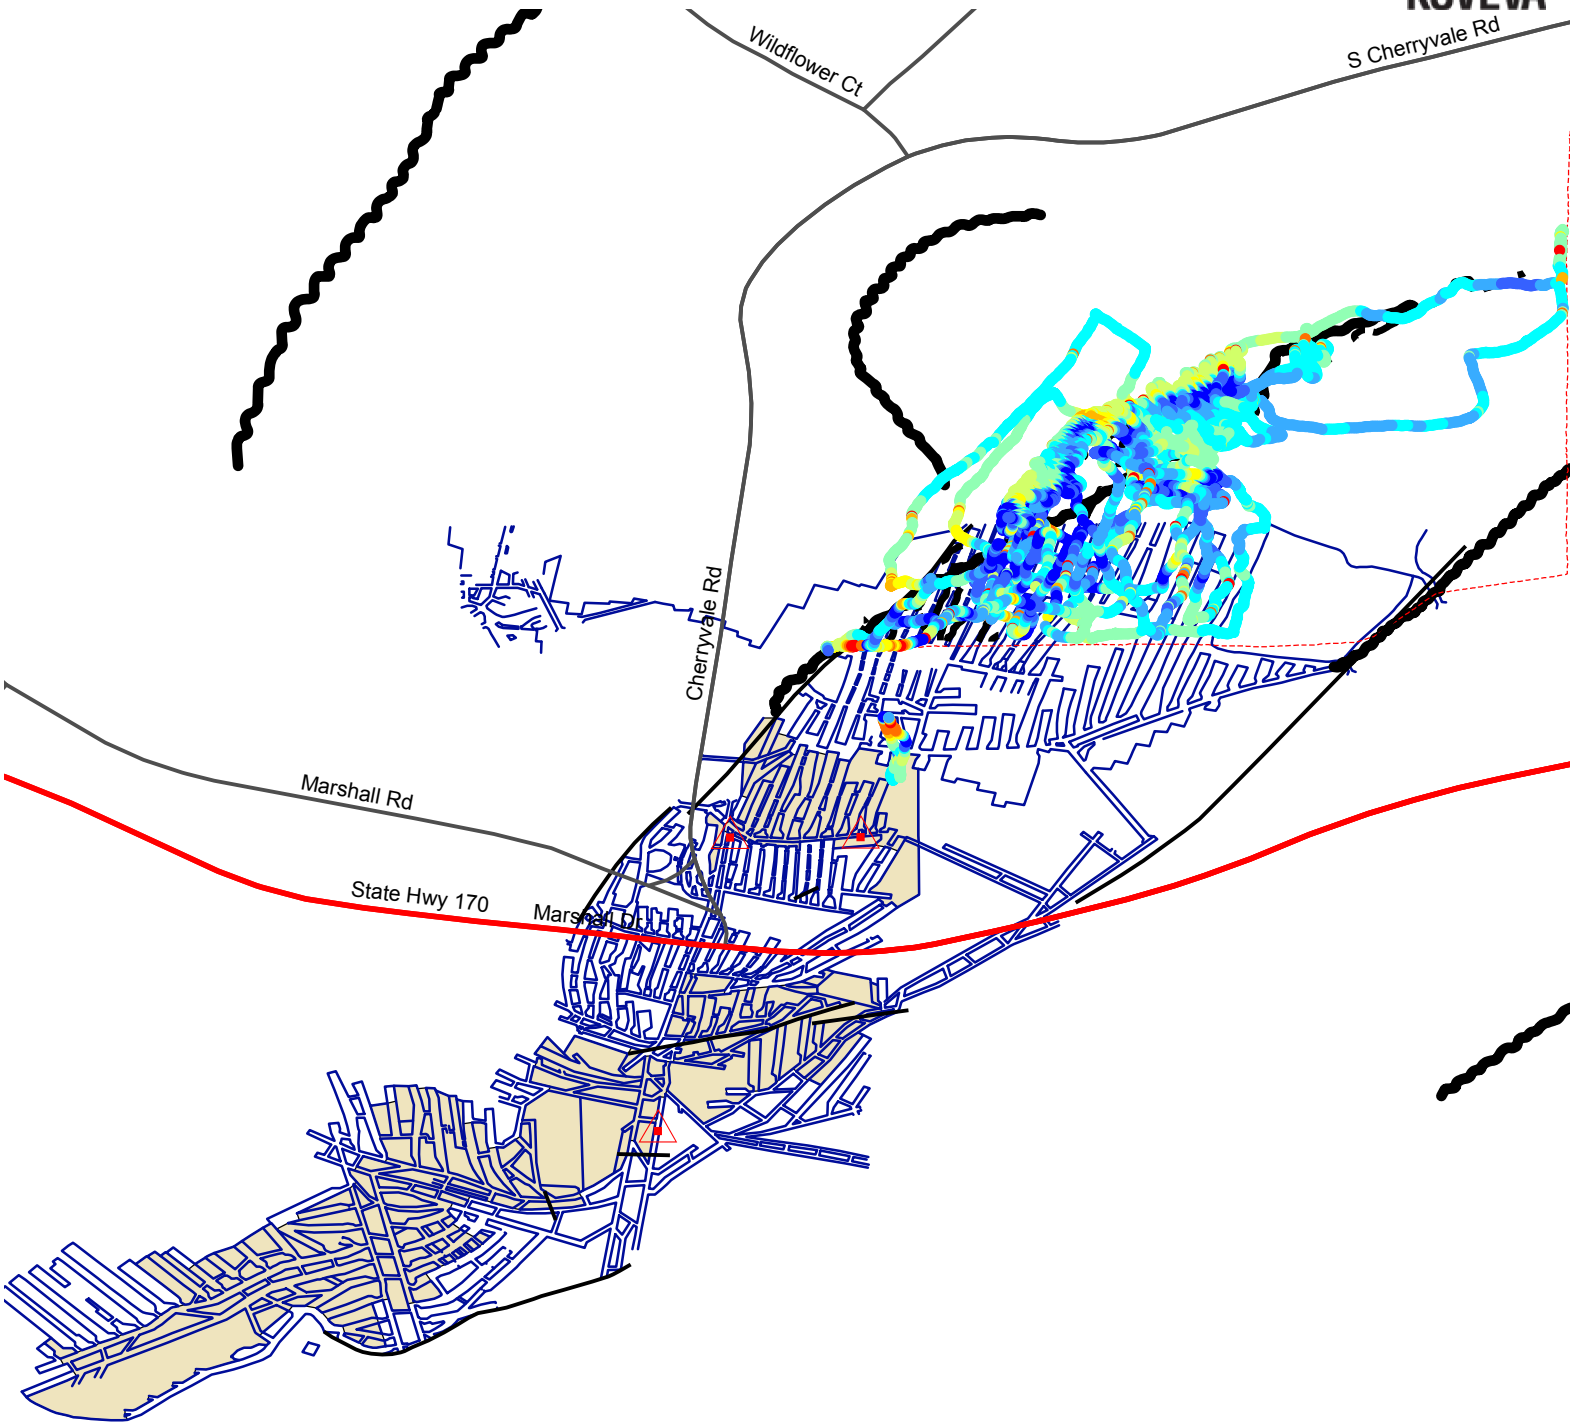 Wildflower Ct
S Cherryvale Rd
Cherryvale Rd
Marshall Rd
State Hwy 170
Marshall Dr